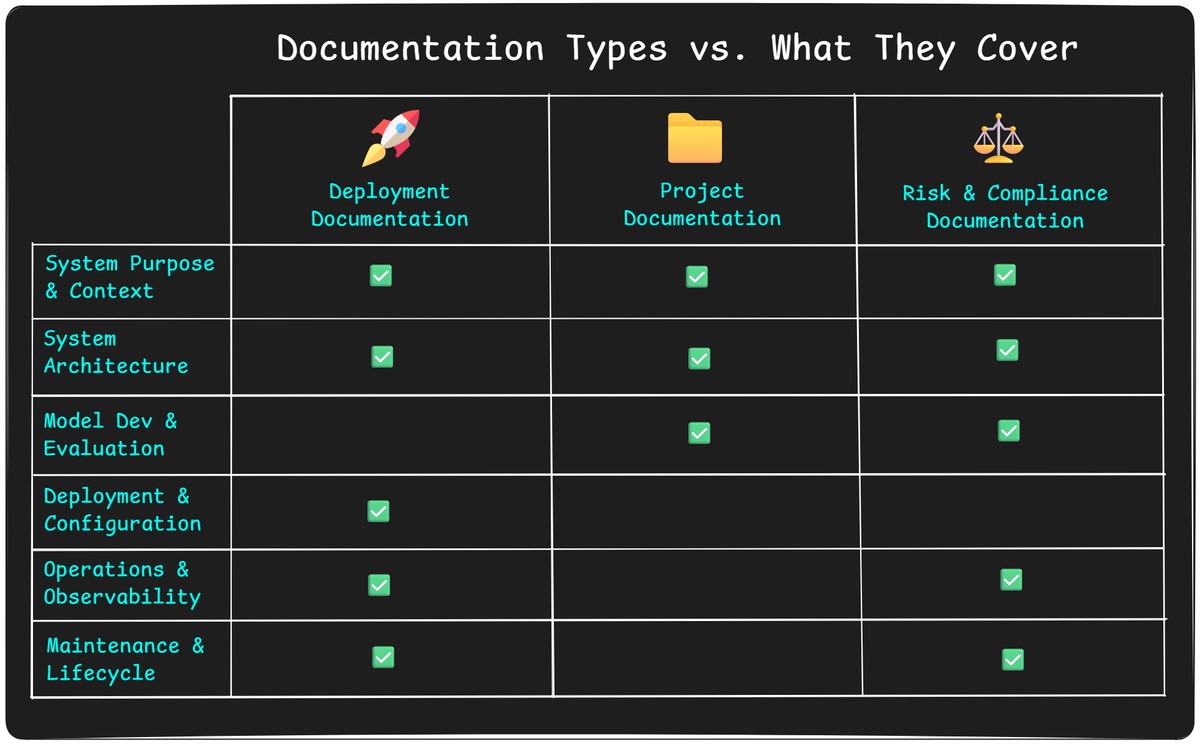 Documentation Types vs. What They Cover
Deployment
Documentation
Project
Documentation
Risk & Compliance
Documentation
System Purpose
& Context
System
Architecture
Model Dev &
Evaluation
Deployment &
Configuration
Operations &
Observability
Maintenance &
Lifecycle